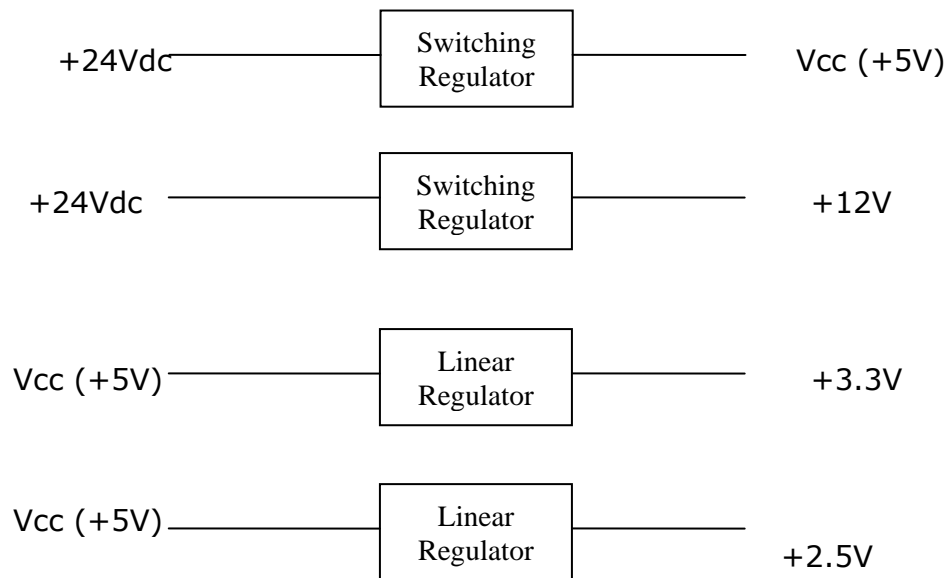 +24Vdc
Switching
Regulator
Vcc (+5V)
+24Vdc
Switching
Regulator
+12V
Vcc (+5V)
Linear
Regulator
+3.3V
Vcc (+5V)
Linear
Regulator
+2.5V